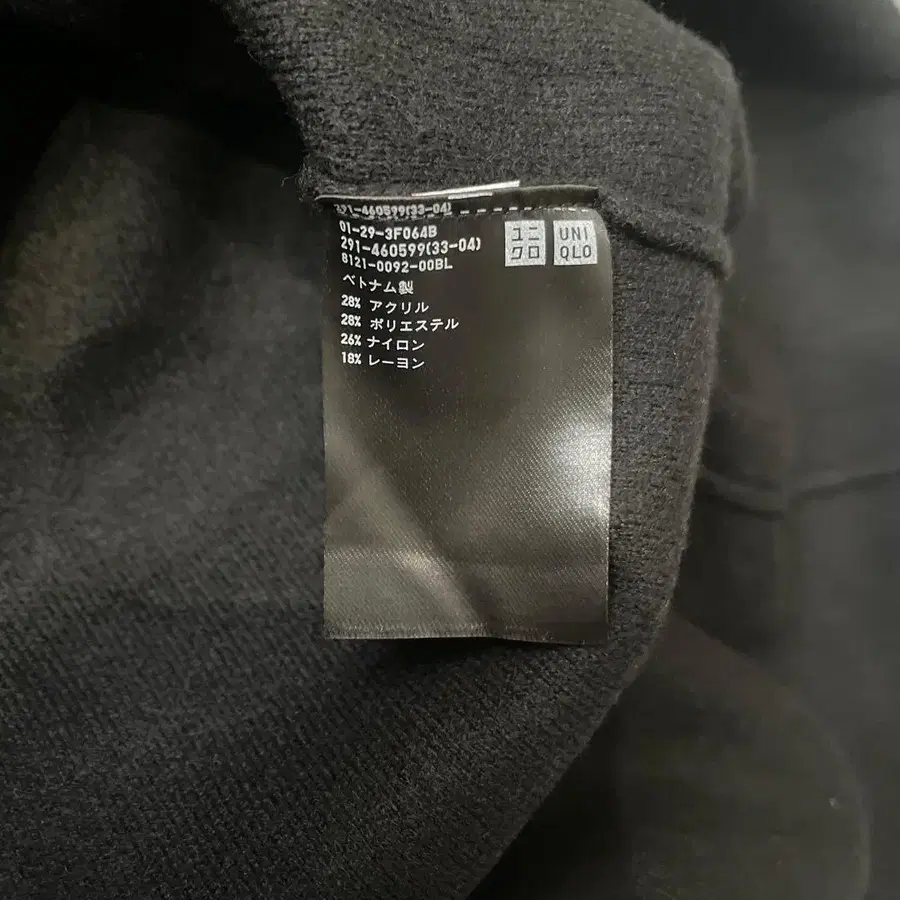 291-460599(33-04)
01-29-3F064B
291-460599(33-04)
8121-0092-00BL
ユニ
クロ
UNI
QLO
ベトナム製
28% アクリル
28% ポリエステル
26% ナイロン
18% レーヨン